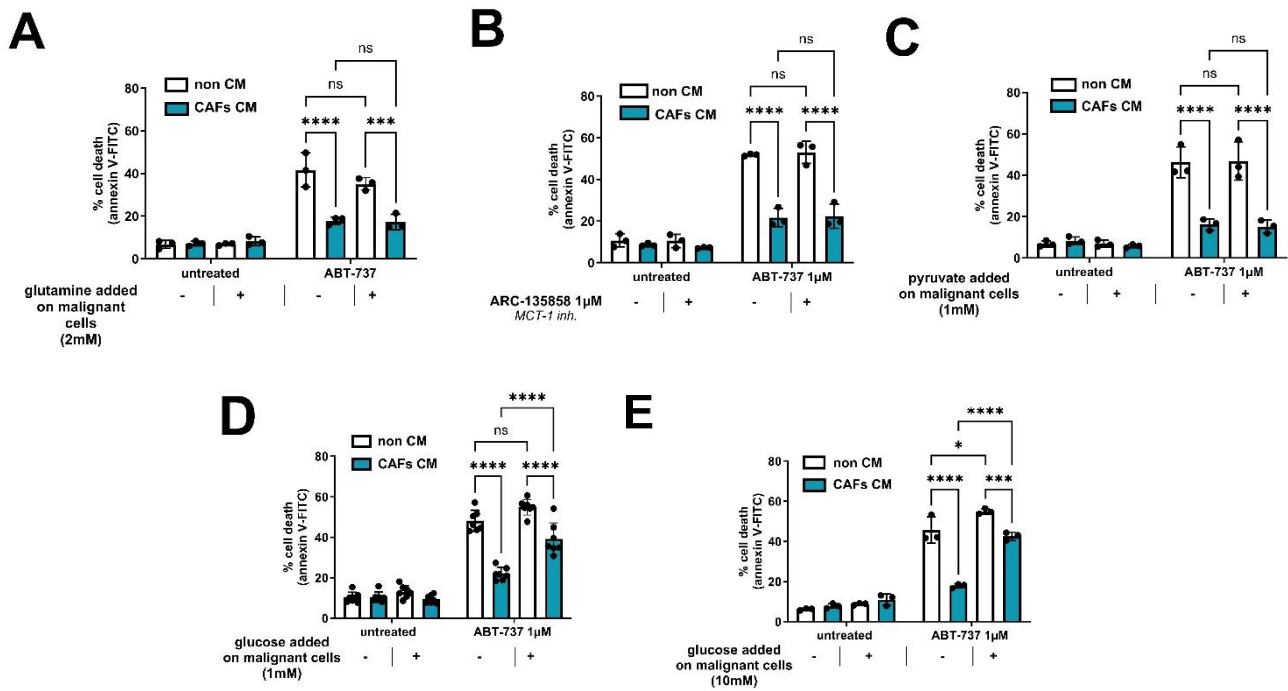 A
ns
ns
non CM
CAFs CM
**** ***
80
60
40
20
0
% cell death
(annexin V-FITC)
untreated ABT-737
glutamine added
on malignant
cells
(2mM)
- + - +
B
ns
ns
non CM
CAFs CM
**** ****
80
60
40
20
0
% cell death
(annexin V-FITC)
untreated ABT-737 1µM
ARC-135858 1µM
MCT-1 inh.
- + - +
C
ns
ns
non CM
CAFs CM
**** ****
80
60
40
20
0
% cell death
(annexin V-FITC)
untreated ABT-737 1µM
pyruvate added
on malignant cells
(1mM)
- + - +
D
****
ns
non CM
CAFs CM
**** ****
80
60
40
20
0
% cell death
(annexin V-FITC)
untreated ABT-737 1µM
glucose added
on malignant cells
(1mM)
- + - +
E
****
*
non CM
CAFs CM
**** ***
80
60
40
20
0
% cell death
(annexin V-FITC)
untreated ABT-737 1µM
glucose added
on malignant cells
(10mM)
- + - +